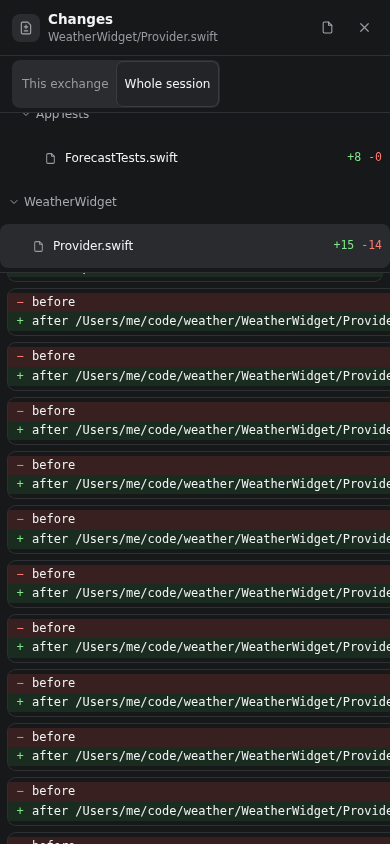 Changes
WeatherWidget/Provider.swift
This exchange Whole session
AppTests
ForecastTests.swift +8 -0
WeatherWidget
Provider.swift +15 -14
− before
+ after /Users/me/code/weather/WeatherWidget/Provide
− before
+ after /Users/me/code/weather/WeatherWidget/Provide
− before
+ after /Users/me/code/weather/WeatherWidget/Provide
− before
+ after /Users/me/code/weather/WeatherWidget/Provide
− before
+ after /Users/me/code/weather/WeatherWidget/Provide
− before
+ after /Users/me/code/weather/WeatherWidget/Provide
− before
+ after /Users/me/code/weather/WeatherWidget/Provide
− before
+ after /Users/me/code/weather/WeatherWidget/Provide
− before
+ after /Users/me/code/weather/WeatherWidget/Provide
− before
+ after /Users/me/code/weather/WeatherWidget/Provide